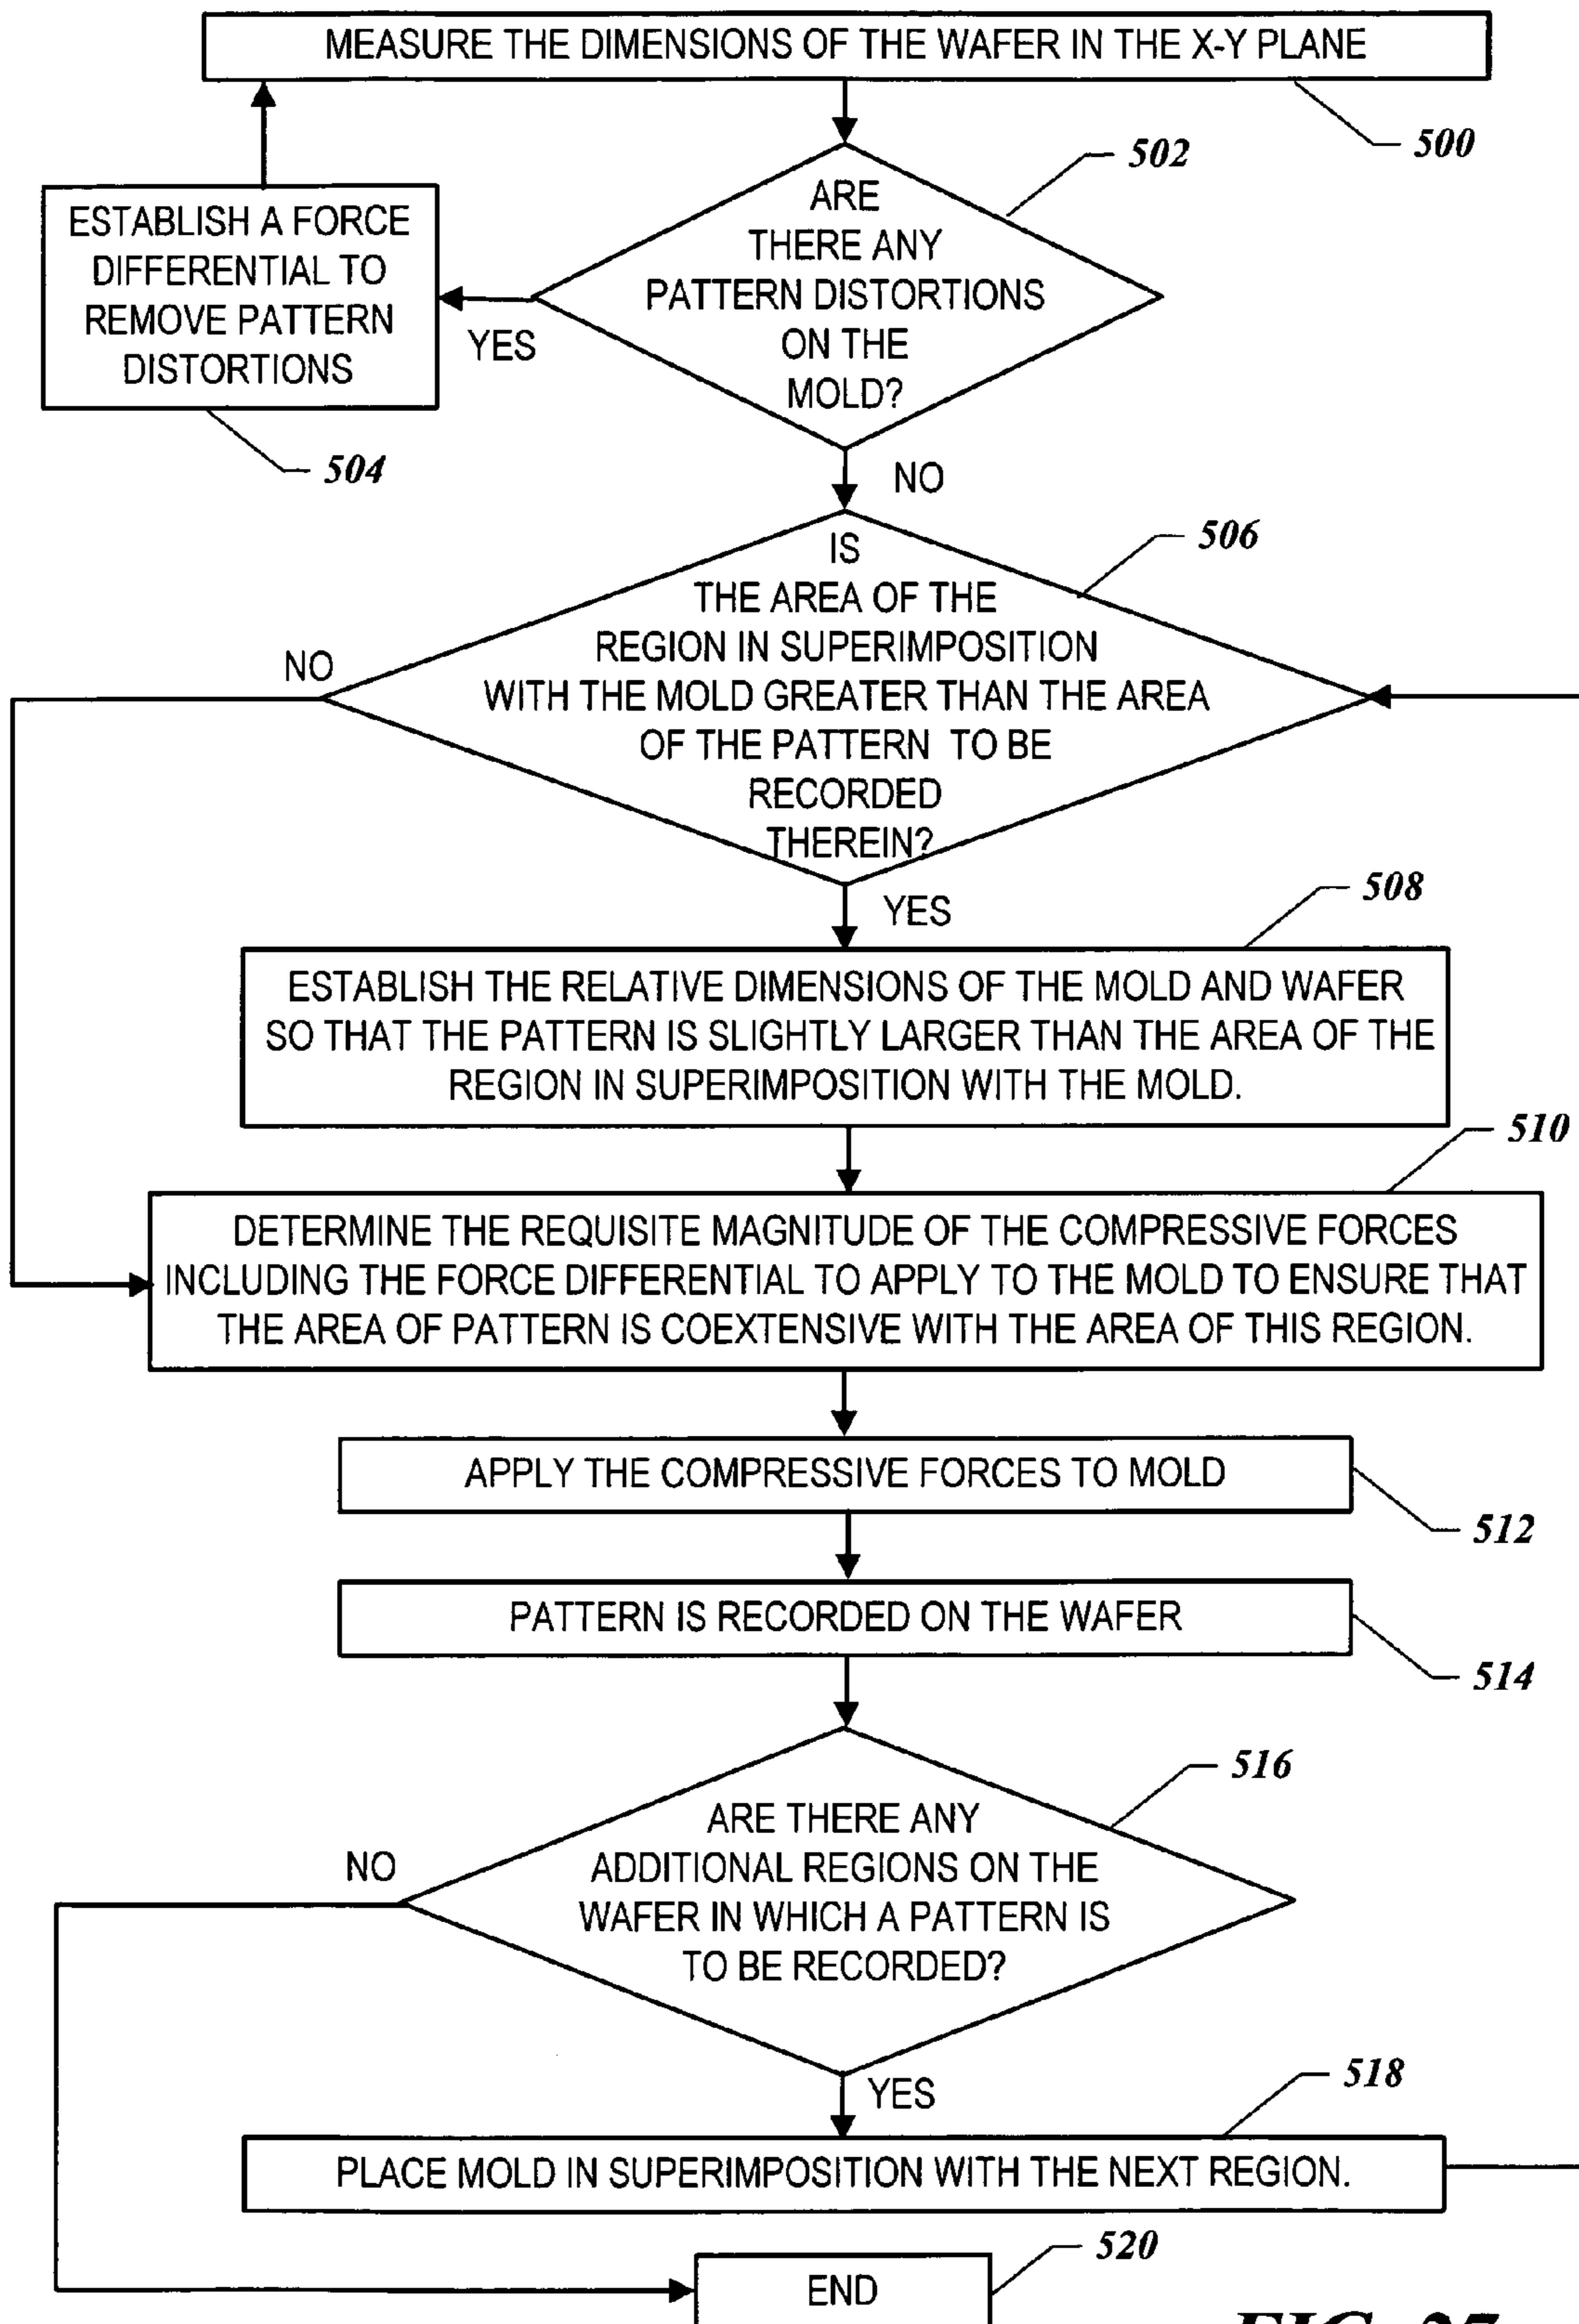 MEASURE THE DIMENSIONS OF THE WAFER IN THE X-Y PLANE
500
502
ARE
THERE ANY
PATTERN DISTORTIONS
ON THE
MOLD?
YES
ESTABLISH A FORCE
DIFFERENTIAL TO
REMOVE PATTERN
DISTORTIONS
504
NO
506
IS
THE AREA OF THE
REGION IN SUPERIMPOSITION
WITH THE MOLD GREATER THAN THE AREA
OF THE PATTERN TO BE
RECORDED
THEREIN?
NO
YES
508
ESTABLISH THE RELATIVE DIMENSIONS OF THE MOLD AND WAFER
SO THAT THE PATTERN IS SLIGHTLY LARGER THAN THE AREA OF THE
REGION IN SUPERIMPOSITION WITH THE MOLD.
510
DETERMINE THE REQUISITE MAGNITUDE OF THE COMPRESSIVE FORCES
INCLUDING THE FORCE DIFFERENTIAL TO APPLY TO THE MOLD TO ENSURE THAT
THE AREA OF PATTERN IS COEXTENSIVE WITH THE AREA OF THIS REGION.
APPLY THE COMPRESSIVE FORCES TO MOLD
512
PATTERN IS RECORDED ON THE WAFER
514
516
ARE THERE ANY
ADDITIONAL REGIONS ON THE
WAFER IN WHICH A PATTERN IS
TO BE RECORDED?
NO
YES
518
PLACE MOLD IN SUPERIMPOSITION WITH THE NEXT REGION.
520
END